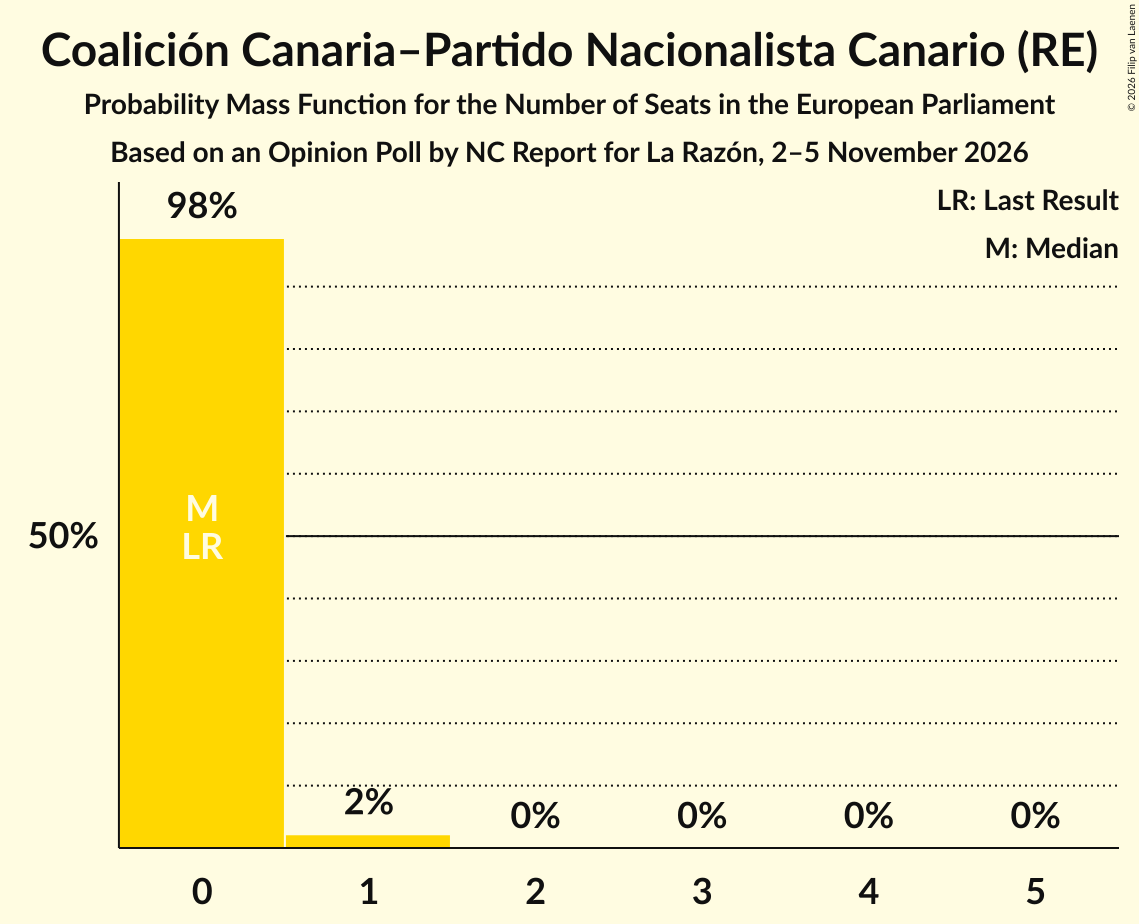 Coalición Canaria–Partido Nacionalista Canario (RE)
Probability Mass Function for the Number of Seats in the European Parliament
Based on an Opinion Poll by NC Report for La Razón, 2–5 November 2026
© 2026 Filip van Laenen
LR: Last Result
M: Median
98%
M
LR
50%
2%
0%
0%
0%
0%
0
1
2
3
4
5